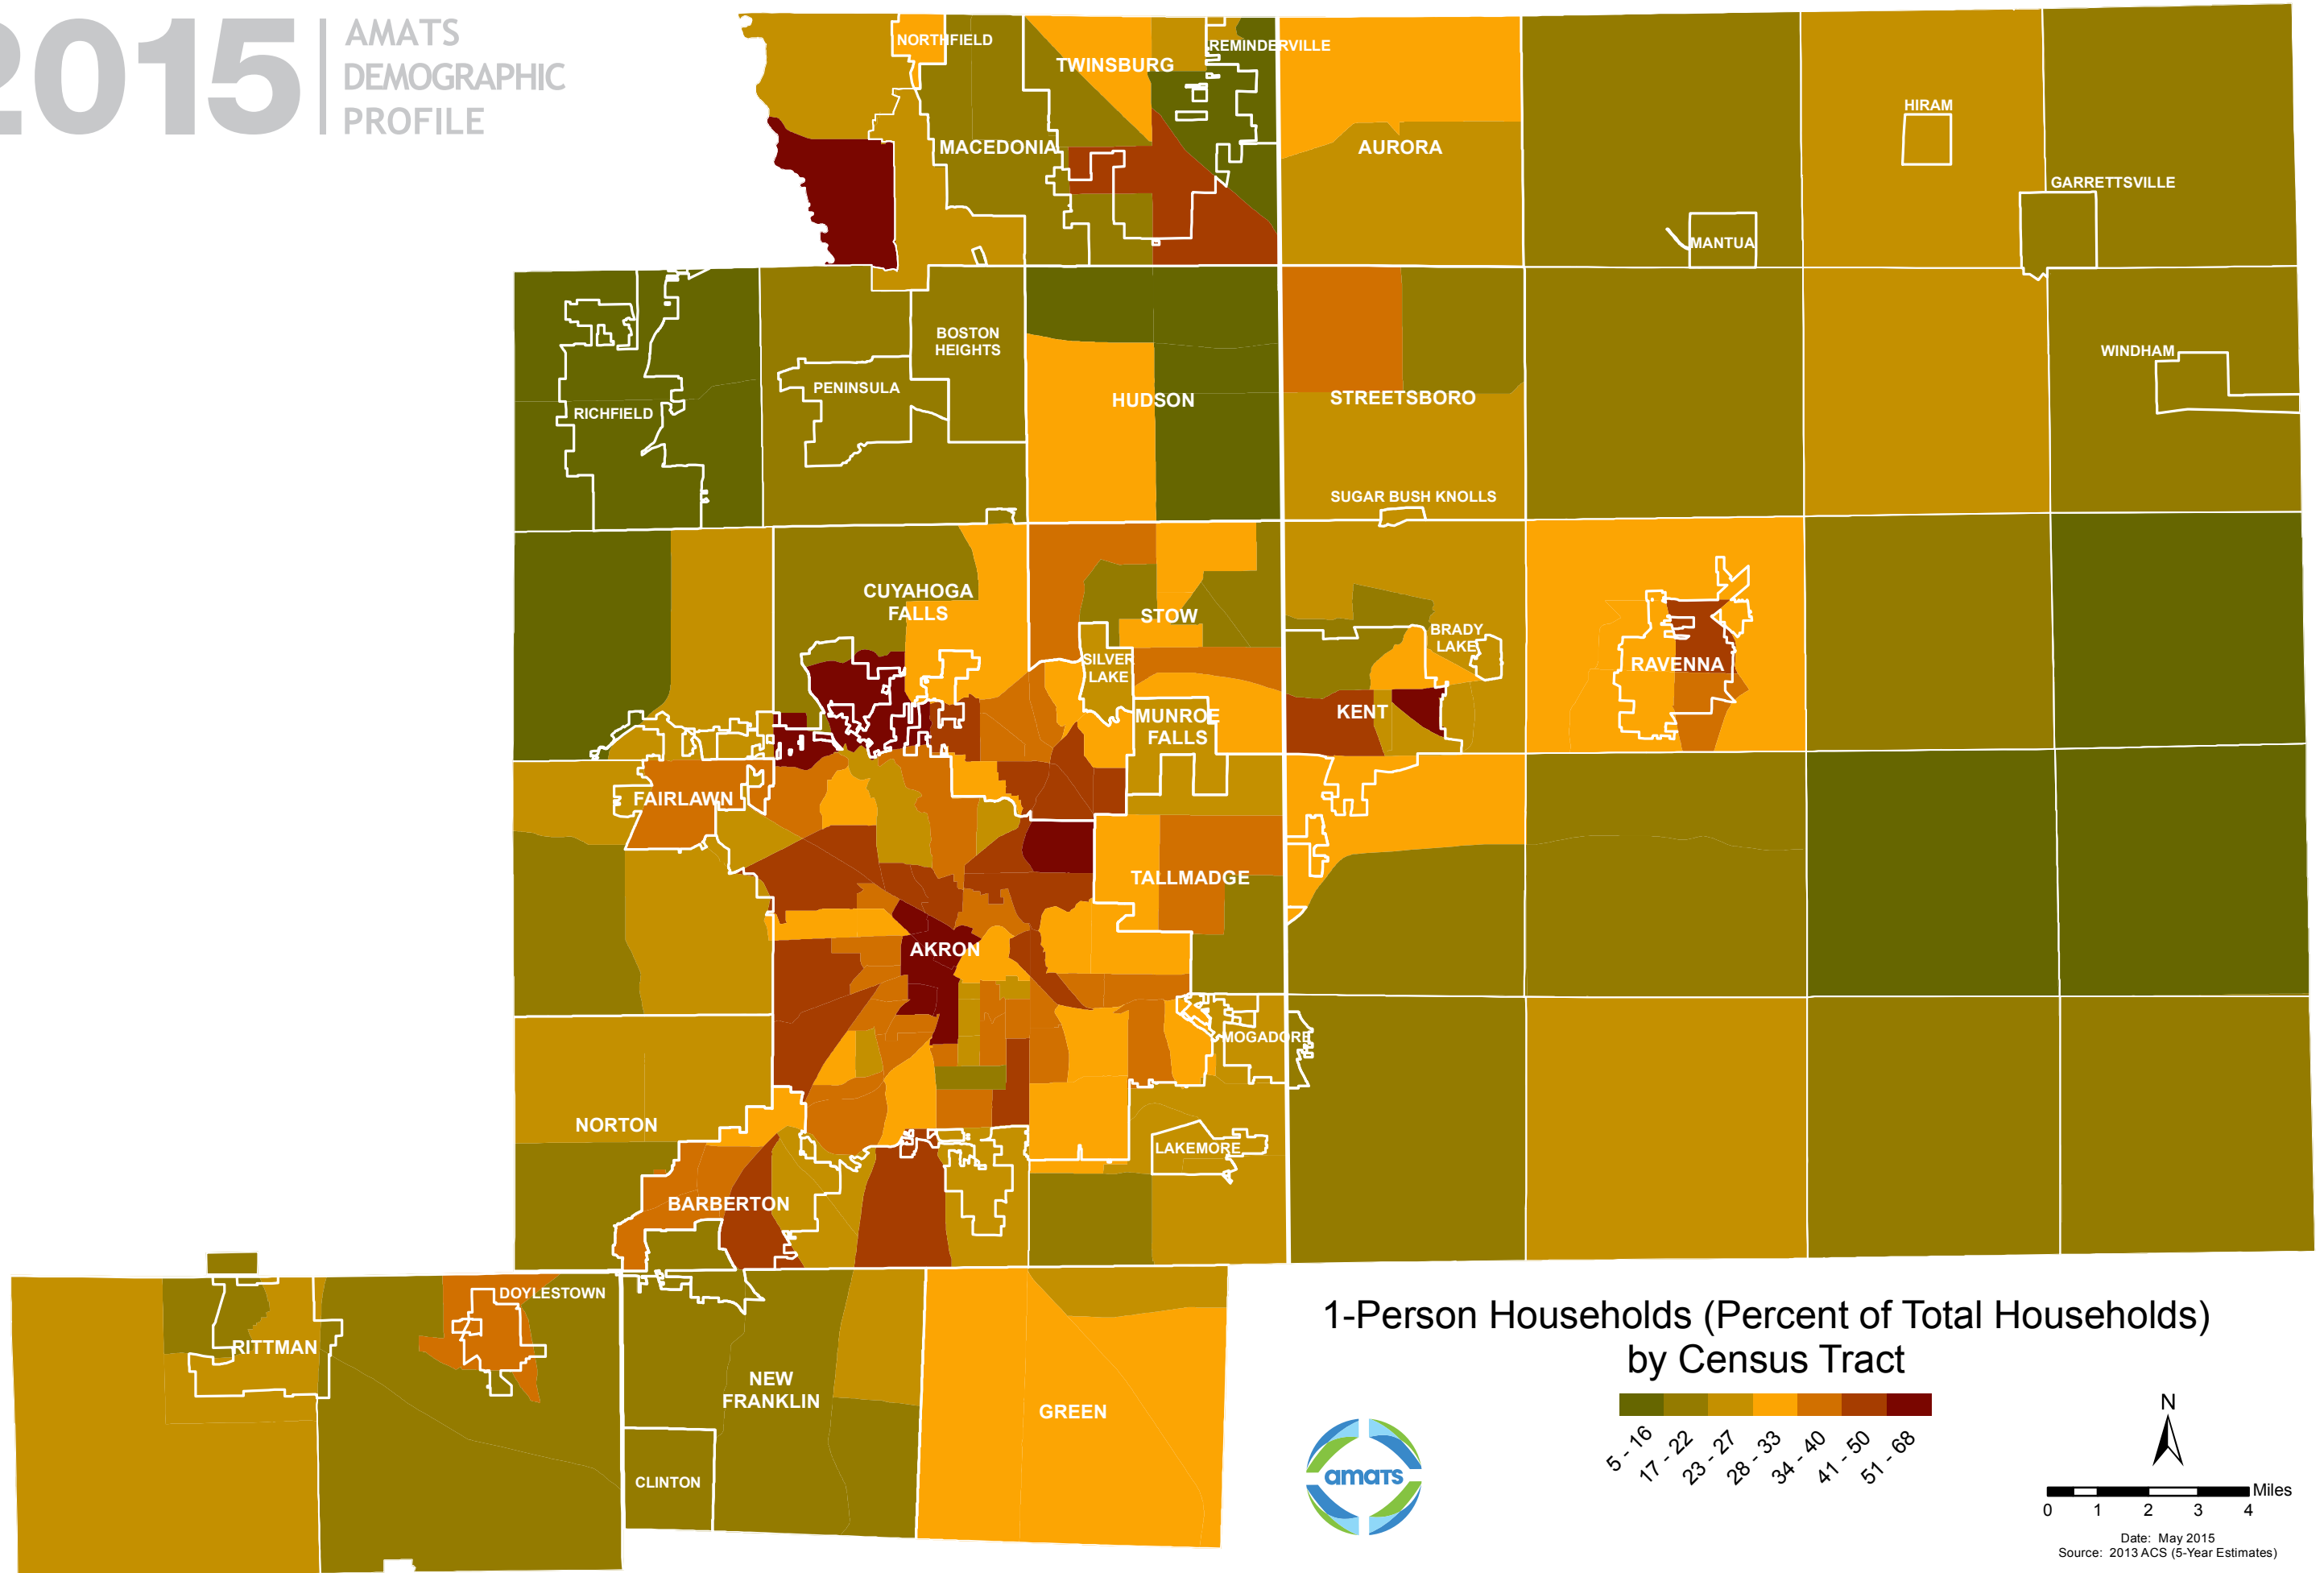 2015
AMATS
DEMOGRAPHIC
PROFILE
NORTHFIELD
REMINDERVILLE
TWINSBURG
MACEDONIA
AURORA
HIRAM
GARRETTSVILLE
MANTUA
BOSTON
HEIGHTS
WINDHAM
PENINSULA
RICHFIELD
HUDSON
STREETSBORO
SUGAR BUSH KNOLLS
CUYAHOGA
FALLS
STOW
BRADY
LAKE
SILVER
LAKE
RAVENNA
KENT
MUNROE
FALLS
FAIRLAWN
TALLMADGE
AKRON
MOGADORE
NORTON
LAKEMORE
BARBERTON
DOYLESTOWN
RITTMAN
NEW
FRANKLIN
GREEN
CLINTON
1-Person Households (Percent of Total Households)
by Census Tract
5 - 16
17 - 22
23 - 27
28 - 33
34 - 40
41 - 50
51 - 68
amats
N
Miles
0 1 2 3 4
Date: May 2015
Source: 2013 ACS (5-Year Estimates)